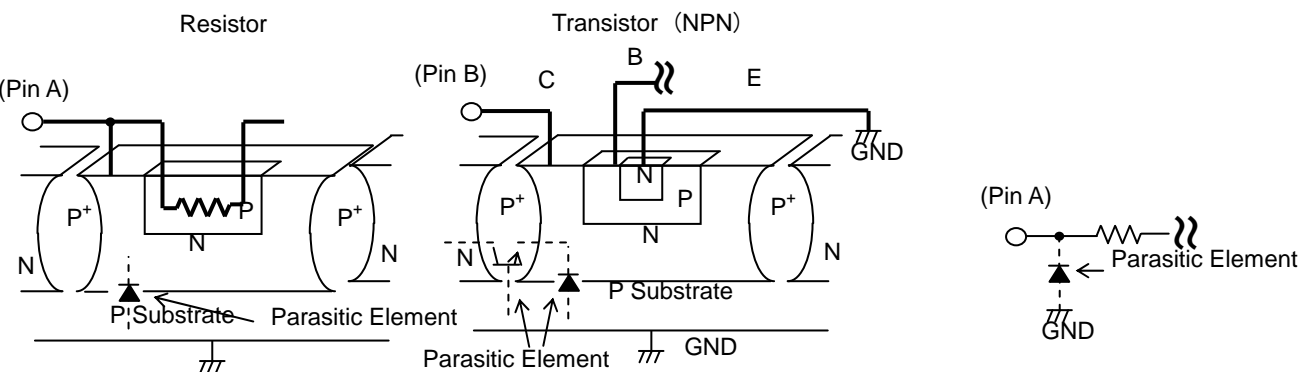 Resistor
(Pin A)
P+
P
P+
N
N
N
P Substrate
Parasitic Element
Transistor (NPN)
(Pin B)
C
B
E
GND
N
P+
P
P+
N
N
N
P Substrate
Parasitic Element
GND
(Pin A)
Parasitic Element
GND